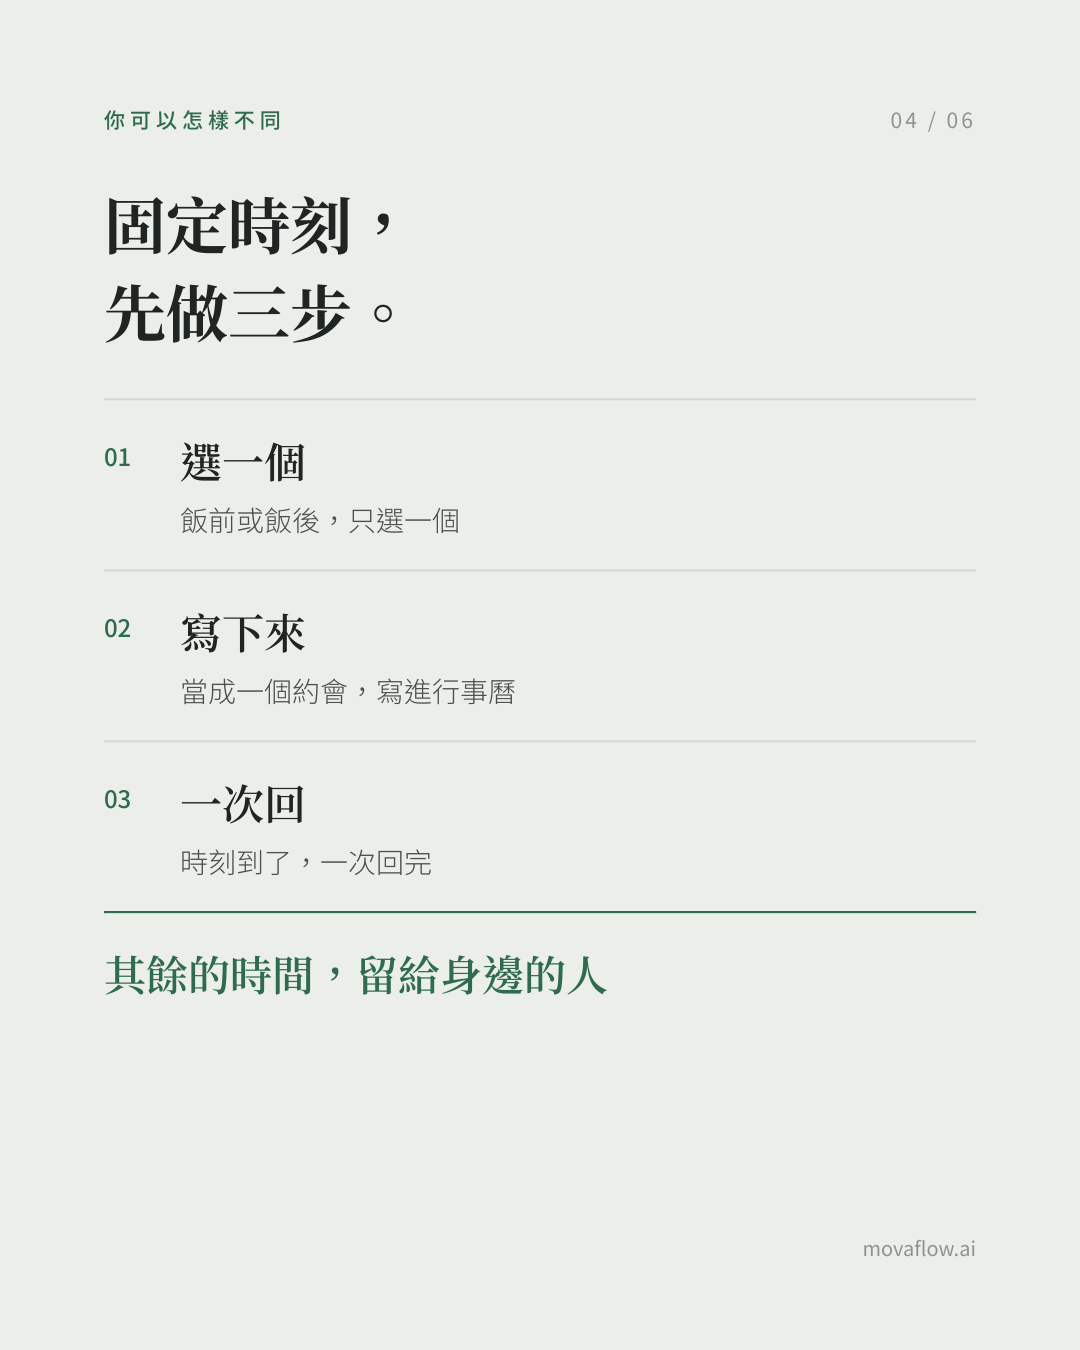 你可以怎樣不同
04 / 06
固定時刻，
先做三步。
01
選一個
飯前或飯後，只選一個
02
寫下來
當成一個約會，寫進行事曆
03
一次回
時刻到了，一次回完
其餘的時間，留給身邊的人
movaflow.ai